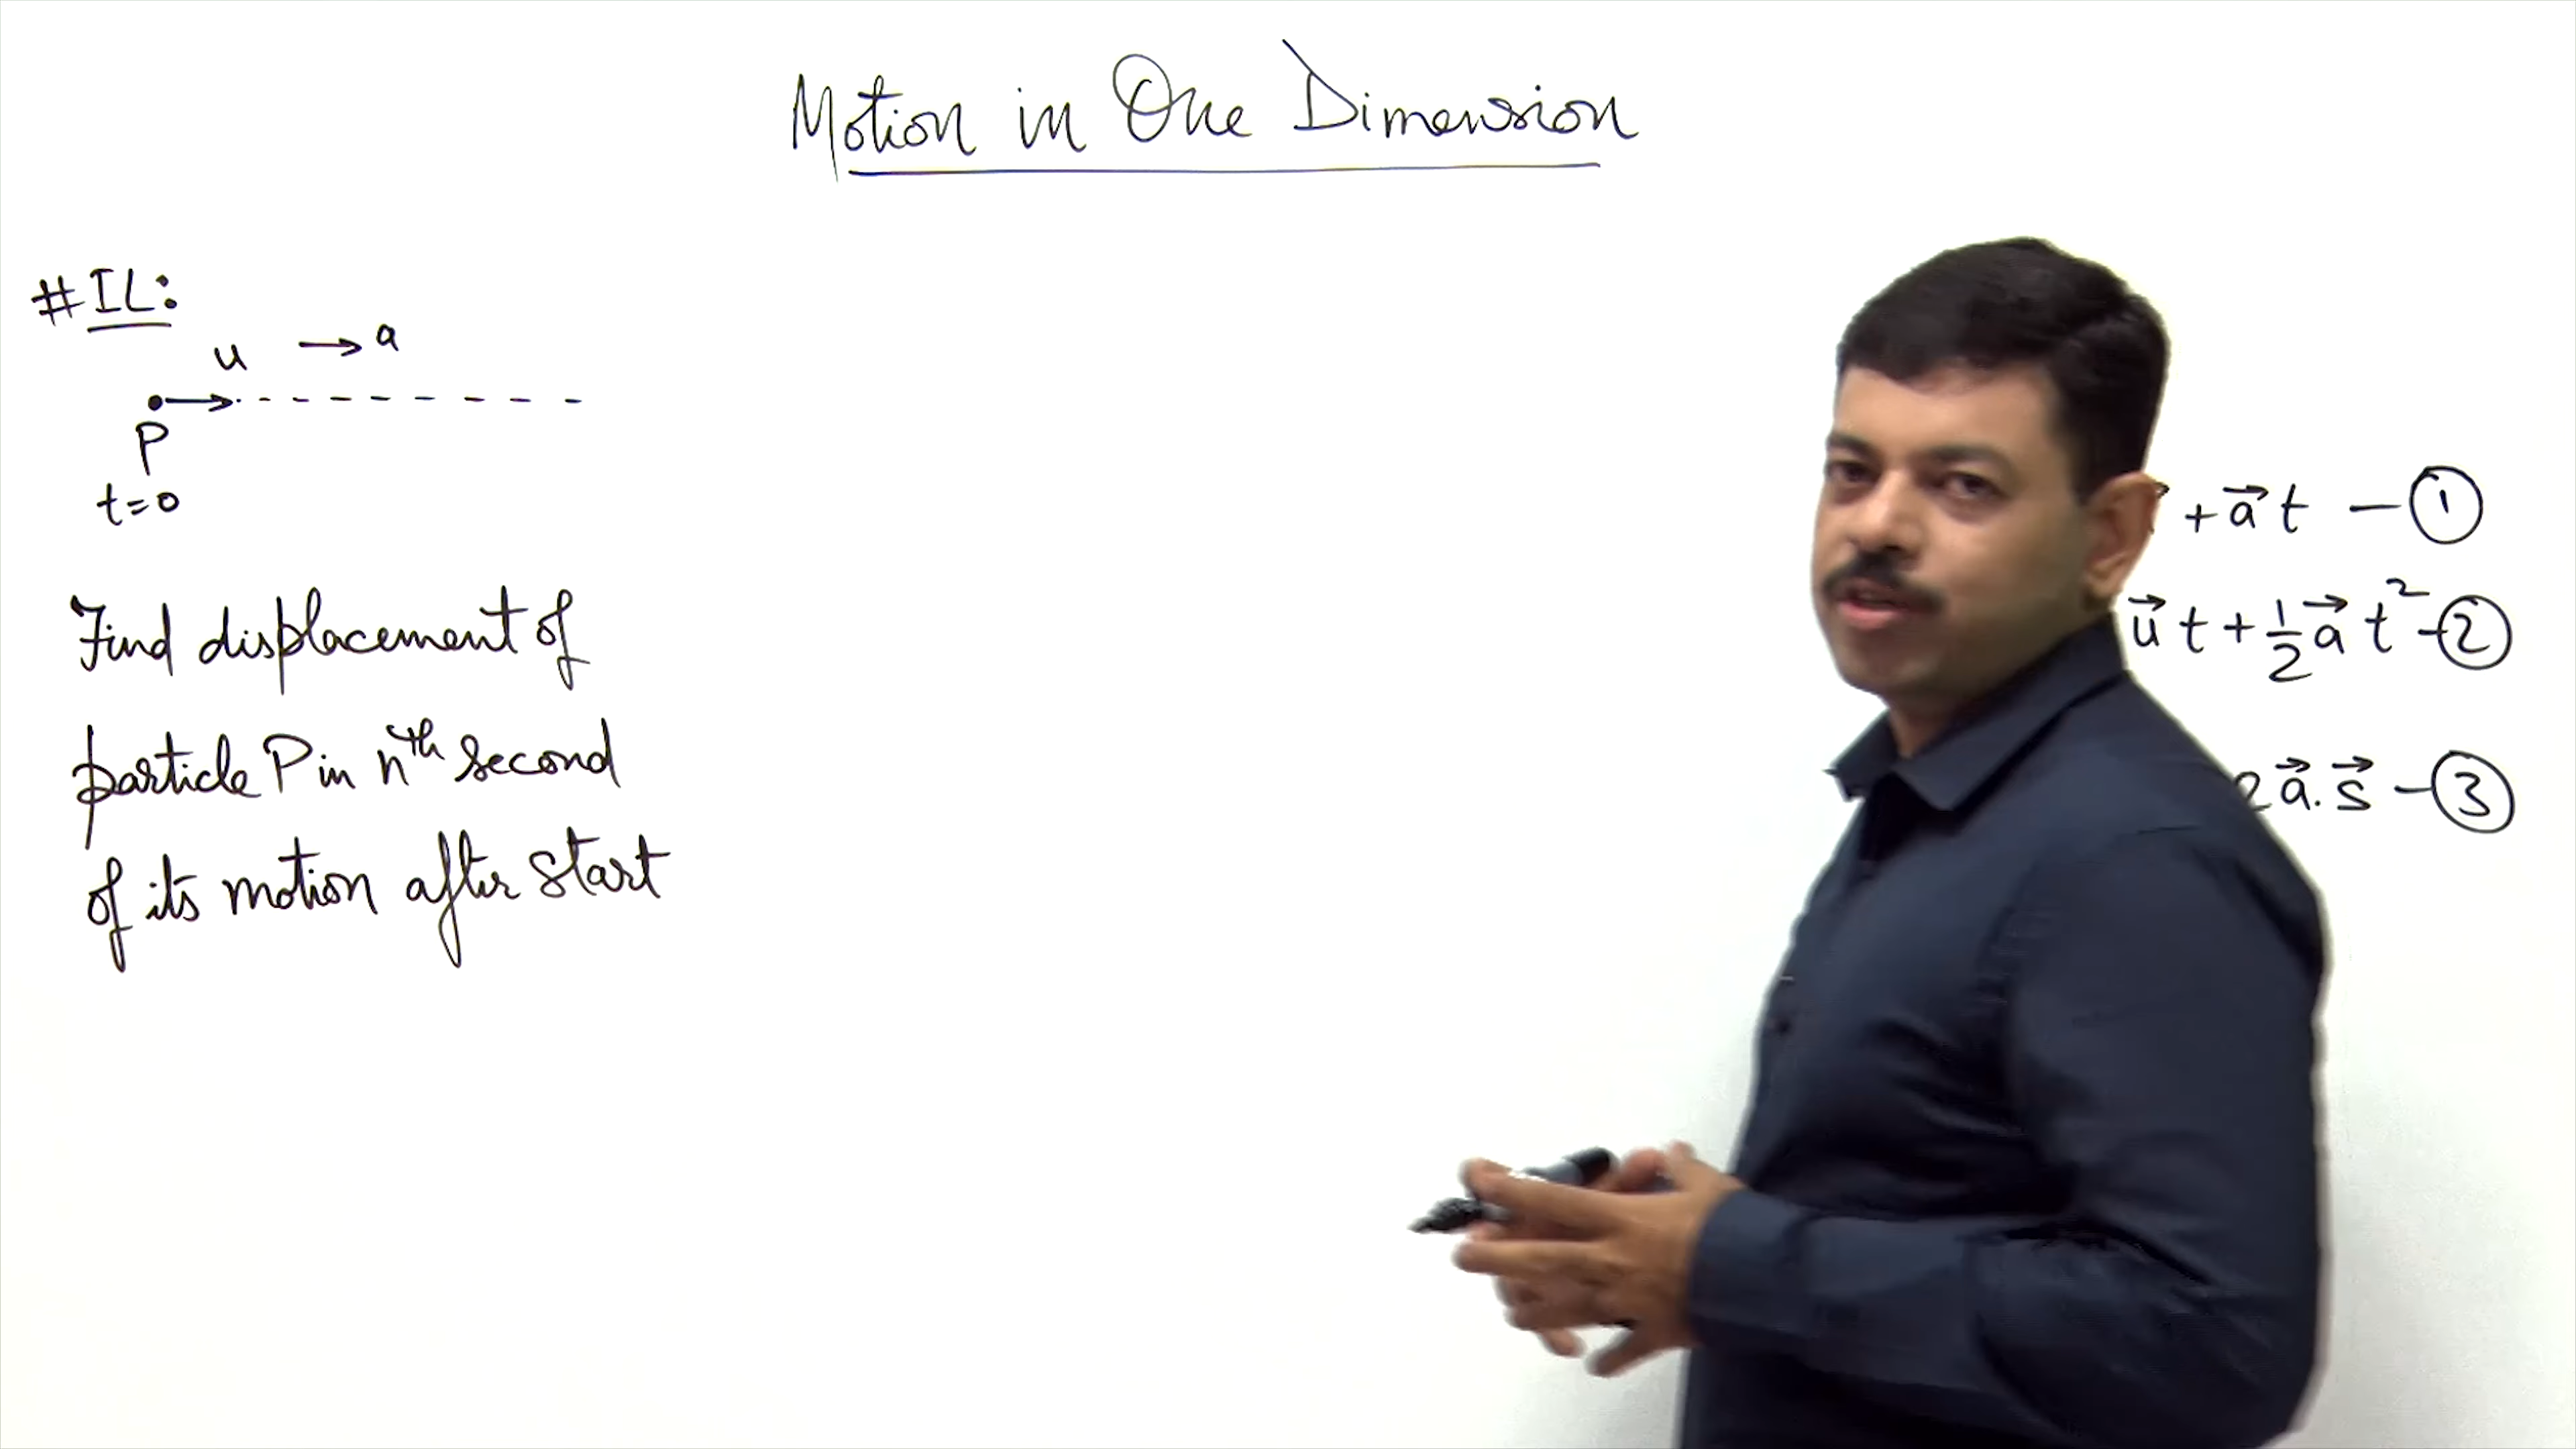 Motion in One Dimension
#IL:
u → a
P
t=0
Find displacement of
particle P in nᵗʰ second
of its motion after start
+a⃗ t —①
u⃗ t + ½ a⃗ t² —②
2a⃗.s⃗ —③